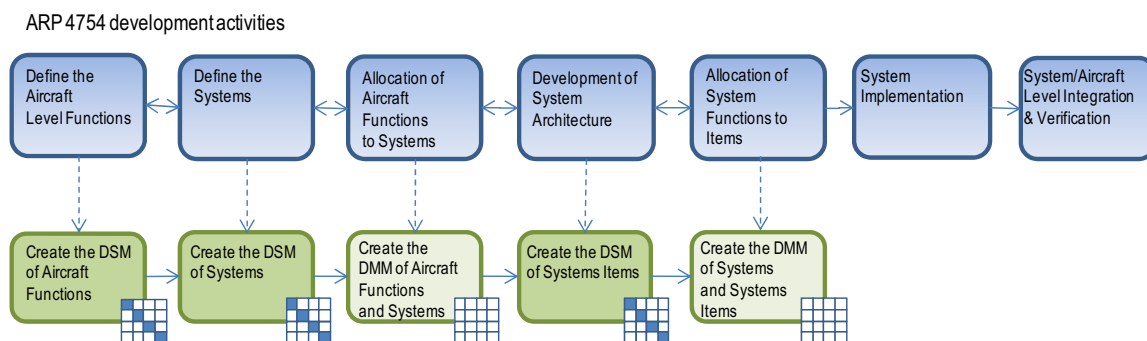 ARP 4754 development activities
Define the
Aircraft
Level Functions
Define the
Systems
Allocation of
Aircraft
Functions
to Systems
Development of
System
Architecture
Allocation of
System
Functions to
Items
System
Implementation
System/Aircraft
Level Integration
& Verification
Create the DSM
of Aircraft
Functions
Create the DSM
of Systems
Create the
DMM of Aircraft
Functions
and Systems
Create the DSM
of Systems Items
Create the DMM
of Systems
and Systems
Items